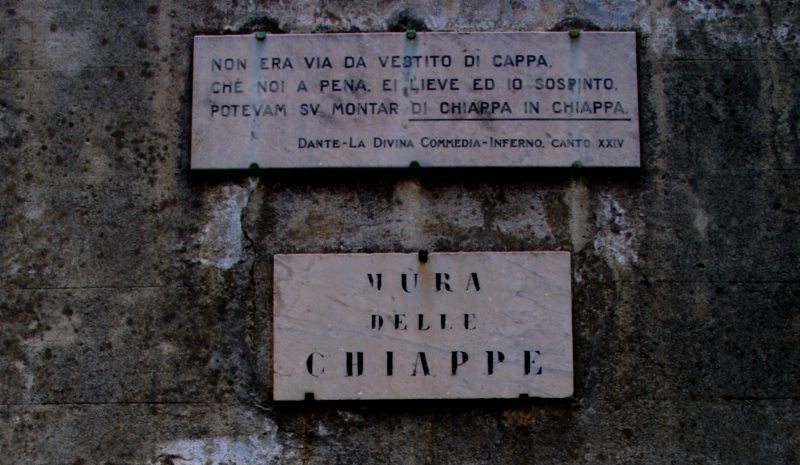 NON ERA VIA DA VESTITO DI CAPPA,
CHÉ NOI A PENA, EI LIEVE ED IO SOSPINTO,
POTEVAM SV MONTAR DI CHIAPPA IN CHIAPPA.
DANTE-LA DIVINA COMMEDIA-INFERNO, CANTO XXIV
MURA
DELLE
CHIAPPE